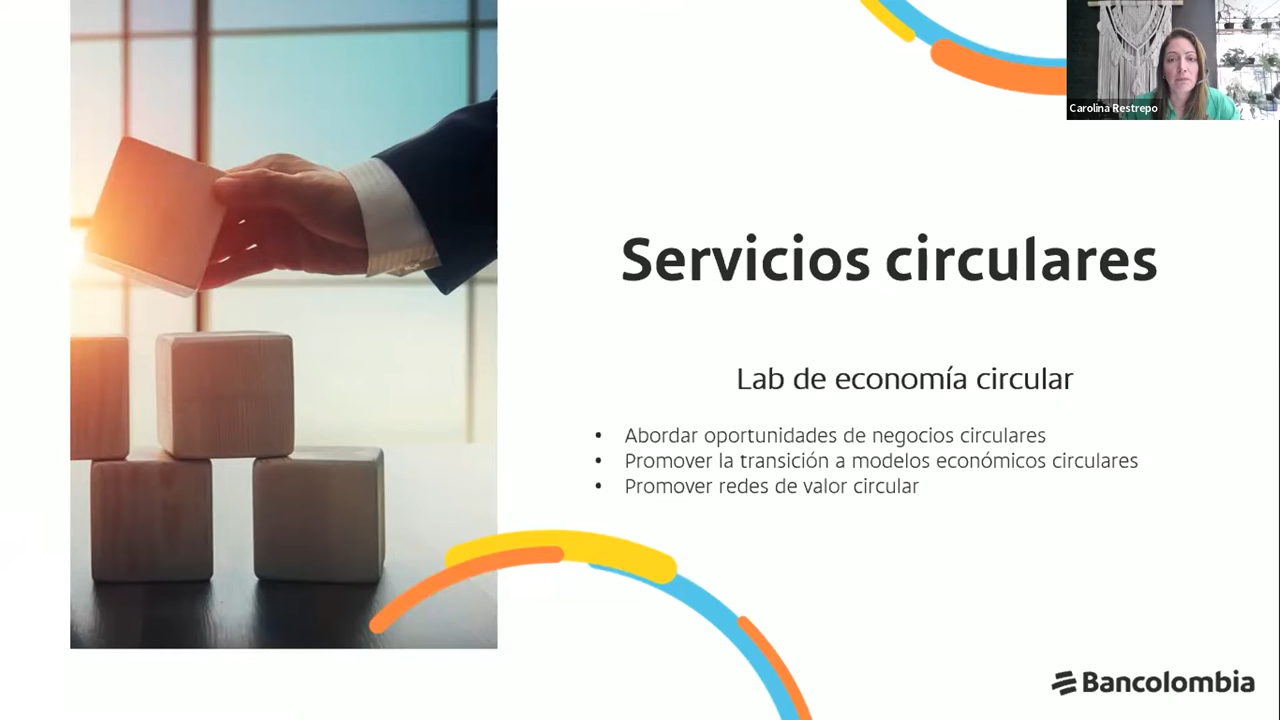 Carolina Restrepo
Servicios circulares
Lab de economía circular
• Abordar oportunidades de negocios circulares
• Promover la transición a modelos económicos circulares
• Promover redes de valor circular
Bancolombia